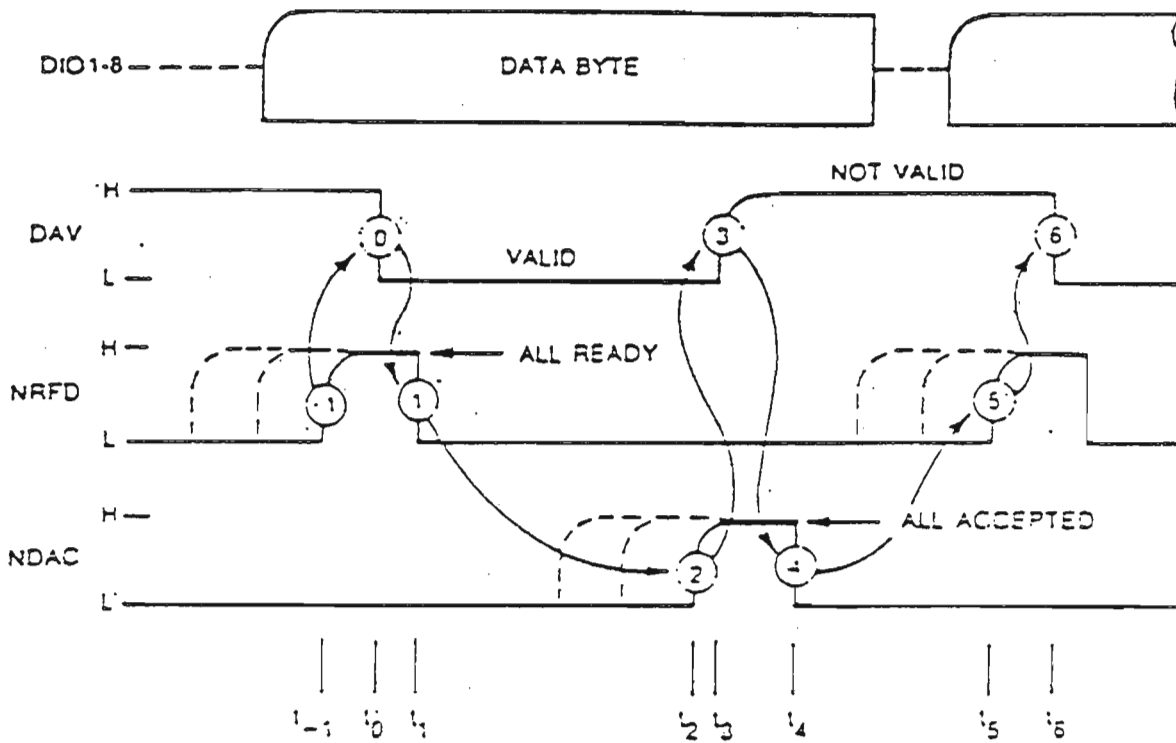 DIO1-8
DATA BYTE
H
NOT VALID
DAV
0
3
6
VALID
L
H
ALL READY
NRFD
-1
1
5
L
H
ALL ACCEPTED
NDAC
2
4
L
t-1 t0 t1 t2 t3 t4 t5 t6